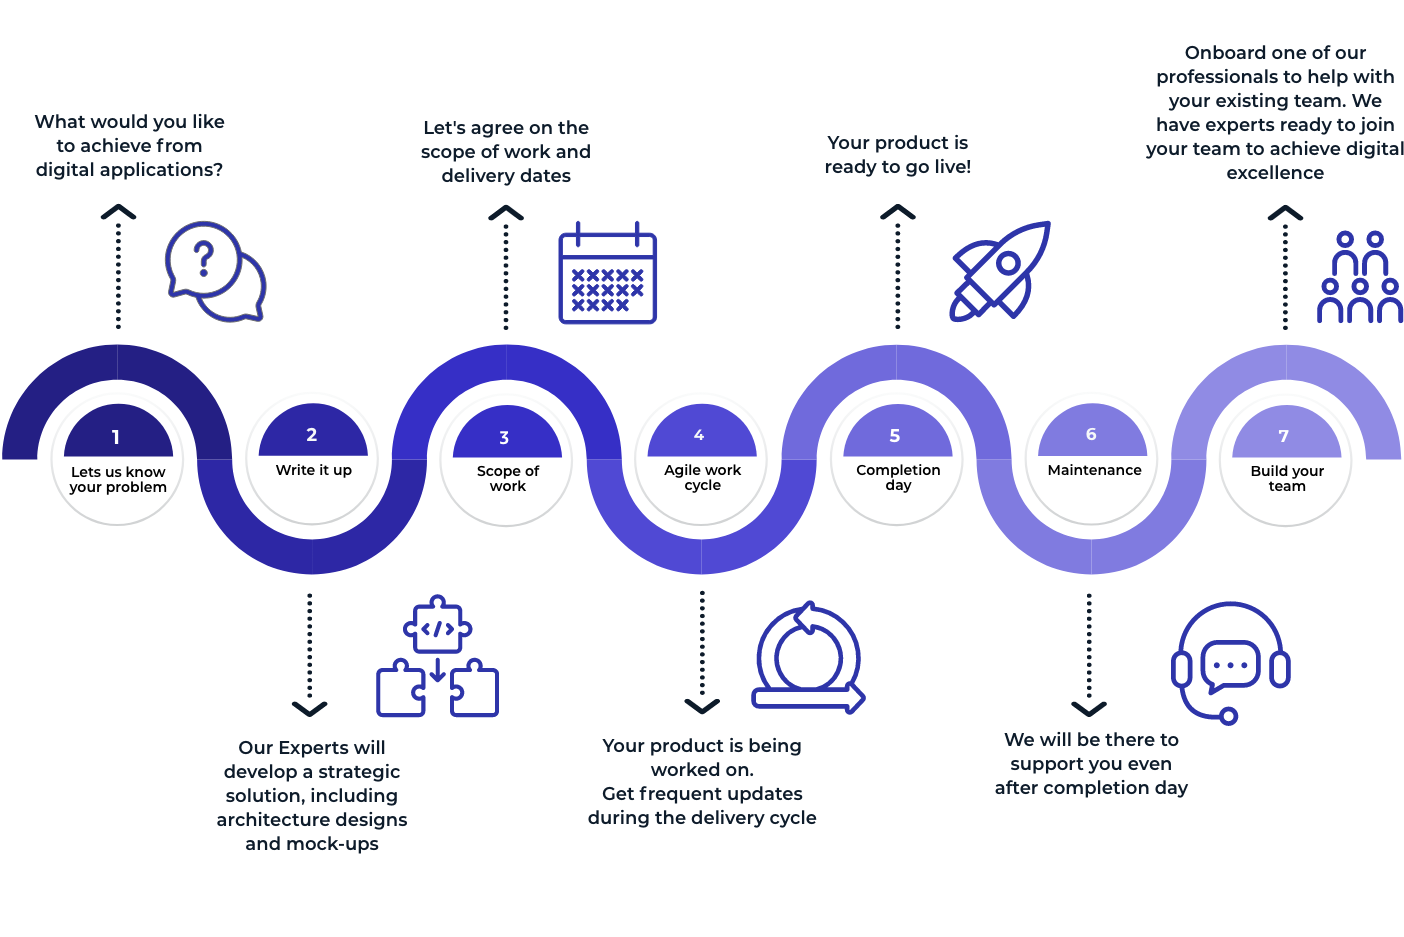 What would you like
to achieve from
digital applications?
?
1
Lets us know
your problem
2
Write it up
</>
Our Experts will
develop a strategic
solution, including
architecture designs
and mock-ups
Let's agree on the
scope of work and
delivery dates
3
Scope of
work
4
Agile work
cycle
Your product is being
worked on.
Get frequent updates
during the delivery cycle
Your product is
ready to go live!
5
Completion
day
6
Maintenance
We will be there to
support you even
after completion day
Onboard one of our
professionals to help with
your existing team. We
have experts ready to join
your team to achieve digital
excellence
7
Build your
team